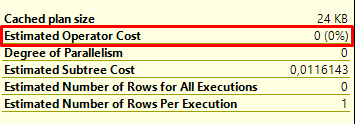 Cached plan size 24 KB
Estimated Operator Cost 0 (0%)
Degree of Parallelism 0
Estimated Subtree Cost 0,0116143
Estimated Number of Rows for All Executions 0
Estimated Number of Rows Per Execution 1